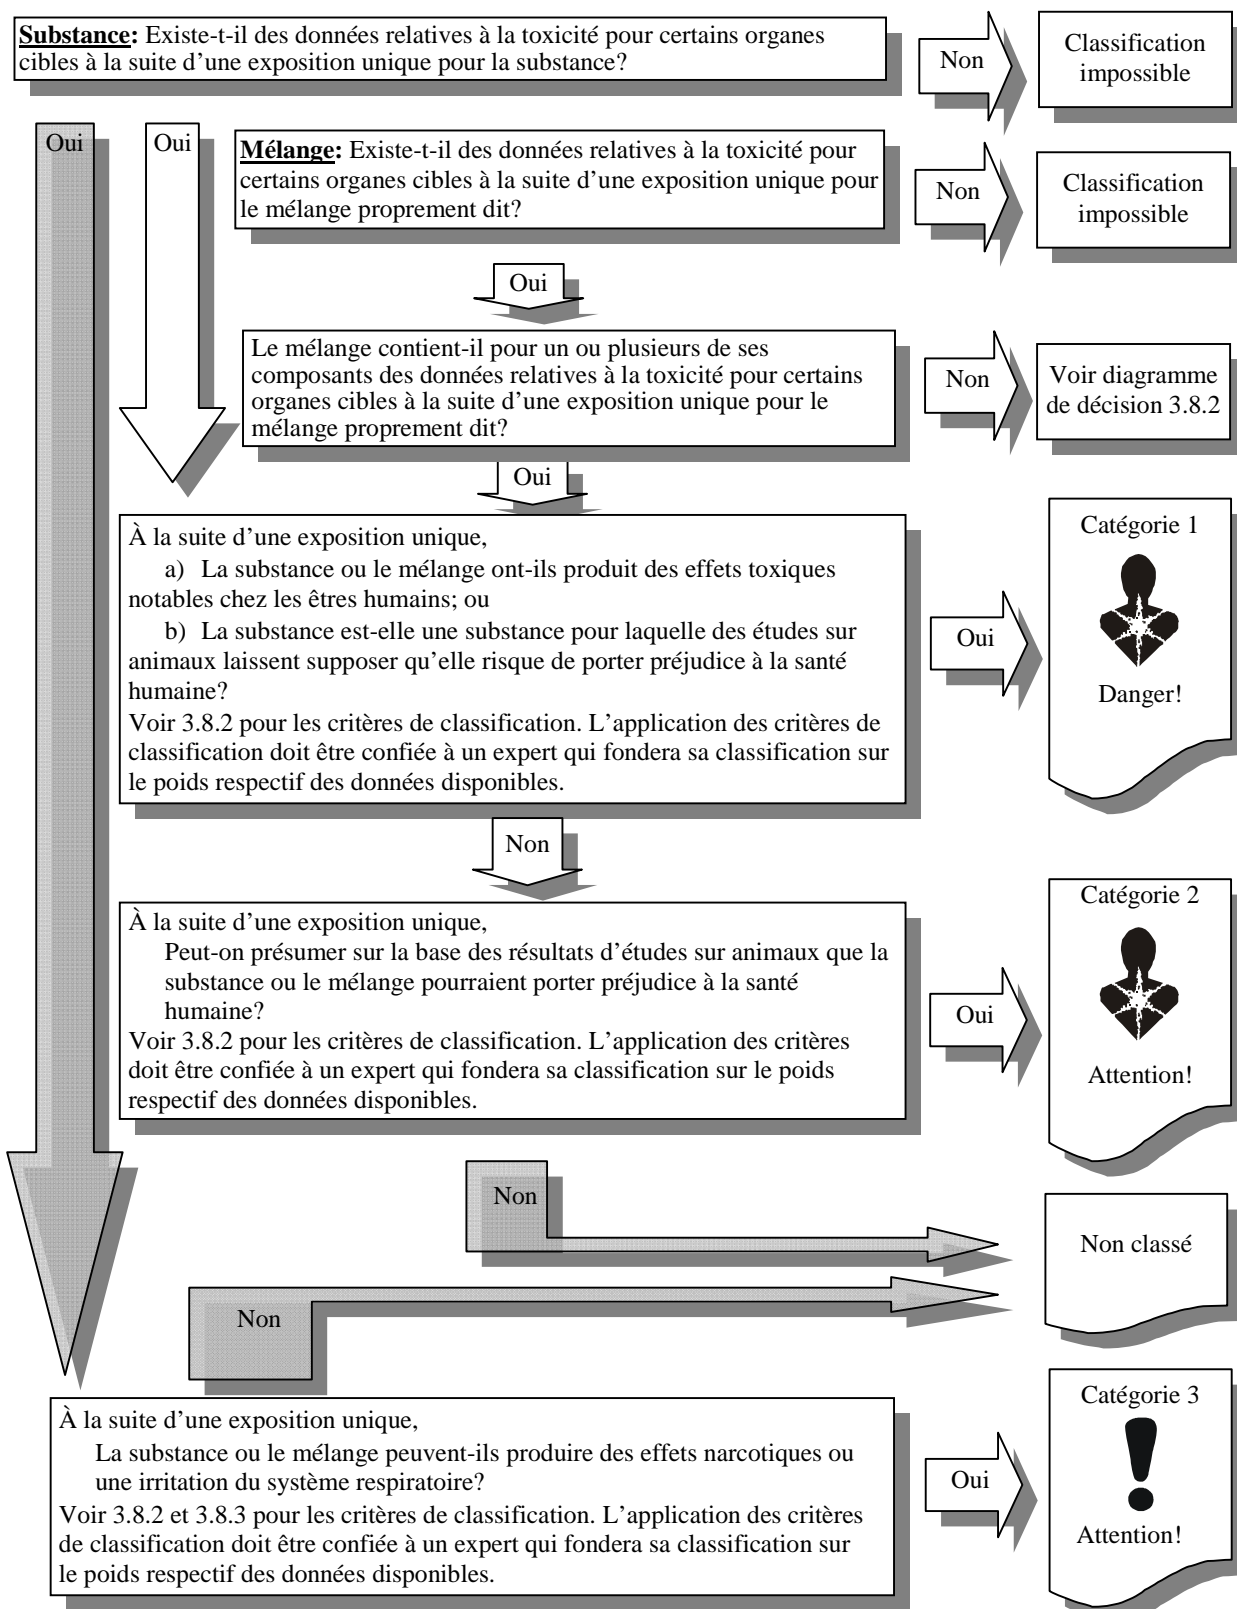 Substance: Existe-t-il des données relatives à la toxicité pour certains organes
cibles à la suite d'une exposition unique pour la substance?
Non
Classification
impossible
Oui
Oui
Mélange: Existe-t-il des données relatives à la toxicité pour
certains organes cibles à la suite d'une exposition unique pour
le mélange proprement dit?
Non
Classification
impossible
Oui
Le mélange contient-il pour un ou plusieurs de ses
composants des données relatives à la toxicité pour certains
organes cibles à la suite d'une exposition unique pour le
mélange proprement dit?
Non
Voir diagramme
de décision 3.8.2
Oui
À la suite d'une exposition unique,
a) La substance ou le mélange ont-ils produit des effets toxiques
notables chez les êtres humains; ou
b) La substance est-elle une substance pour laquelle des études sur
animaux laissent supposer qu'elle risque de porter préjudice à la santé
humaine?
Voir 3.8.2 pour les critères de classification. L'application des critères de
classification doit être confiée à un expert qui fondera sa classification sur
le poids respectif des données disponibles.
Oui
Catégorie 1
Danger!
Non
À la suite d'une exposition unique,
Peut-on présumer sur la base des résultats d'études sur animaux que la
substance ou le mélange pourraient porter préjudice à la santé
humaine?
Voir 3.8.2 pour les critères de classification. L'application des critères
doit être confiée à un expert qui fondera sa classification sur le poids
respectif des données disponibles.
Oui
Catégorie 2
Attention!
Non
Non classé
Non
À la suite d'une exposition unique,
La substance ou le mélange peuvent-ils produire des effets narcotiques ou
une irritation du système respiratoire?
Voir 3.8.2 et 3.8.3 pour les critères de classification. L'application des critères
de classification doit être confiée à un expert qui fondera sa classification sur
le poids respectif des données disponibles.
Oui
Catégorie 3
Attention!